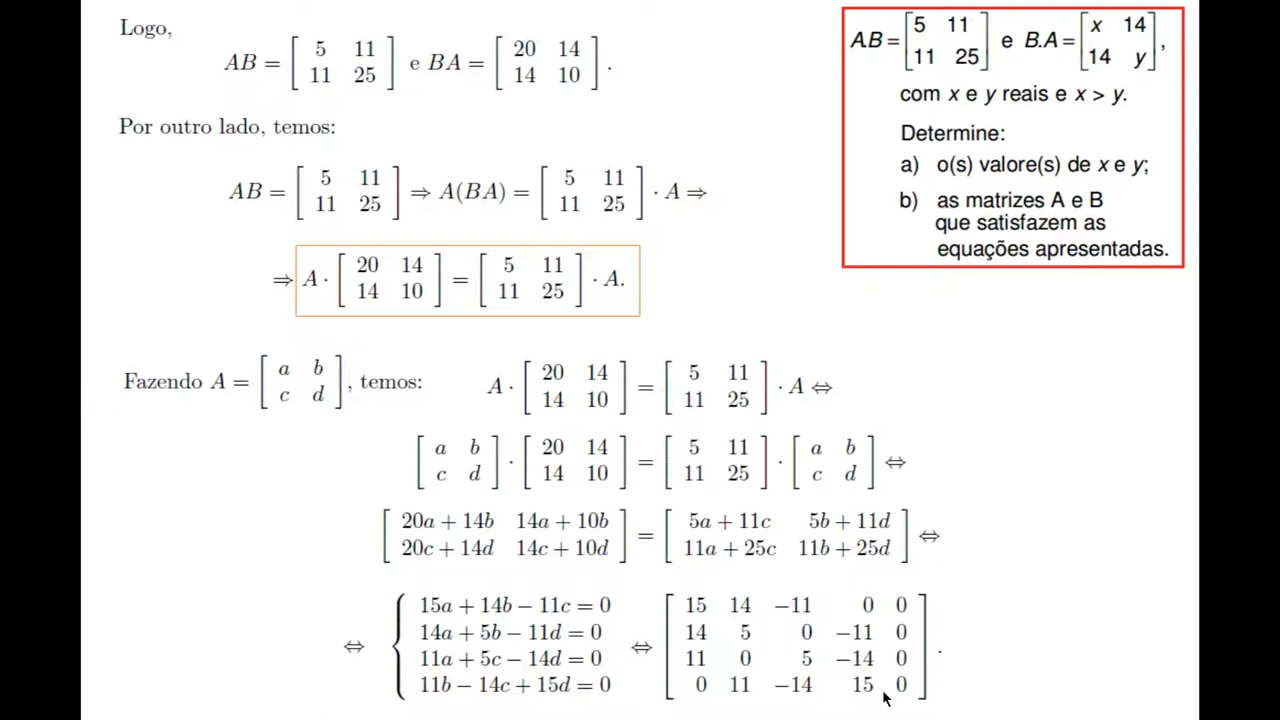 Logo,
AB = [ 5 11 ; 11 25 ] e BA = [ 20 14 ; 14 10 ] .
Por outro lado, temos:
AB = [ 5 11 ; 11 25 ] ⇒ A(BA) = [ 5 11 ; 11 25 ] · A ⇒
⇒ A · [ 20 14 ; 14 10 ] = [ 5 11 ; 11 25 ] · A.
A.B = [ 5 11 ; 11 25 ] e B.A = [ x 14 ; 14 y ],
com x e y reais e x > y.
Determine:
a) o(s) valore(s) de x e y;
b) as matrizes A e B
que satisfazem as
equações apresentadas.
Fazendo A = [ a b ; c d ], temos:
A · [ 20 14 ; 14 10 ] = [ 5 11 ; 11 25 ] · A ⇔
[ a b ; c d ] · [ 20 14 ; 14 10 ] = [ 5 11 ; 11 25 ] · [ a b ; c d ] ⇔
[ 20a + 14b 14a + 10b ; 20c + 14d 14c + 10d ] = [ 5a + 11c 5b + 11d ; 11a + 25c 11b + 25d ] ⇔
⇔ { 15a + 14b − 11c = 0 ; 14a + 5b − 11d = 0 ; 11a + 5c − 14d = 0 ; 11b − 14c + 15d = 0 ⇔ [ 15 14 −11 0 0 ; 14 5 0 −11 0 ; 11 0 5 −14 0 ; 0 11 −14 15 0 ] .